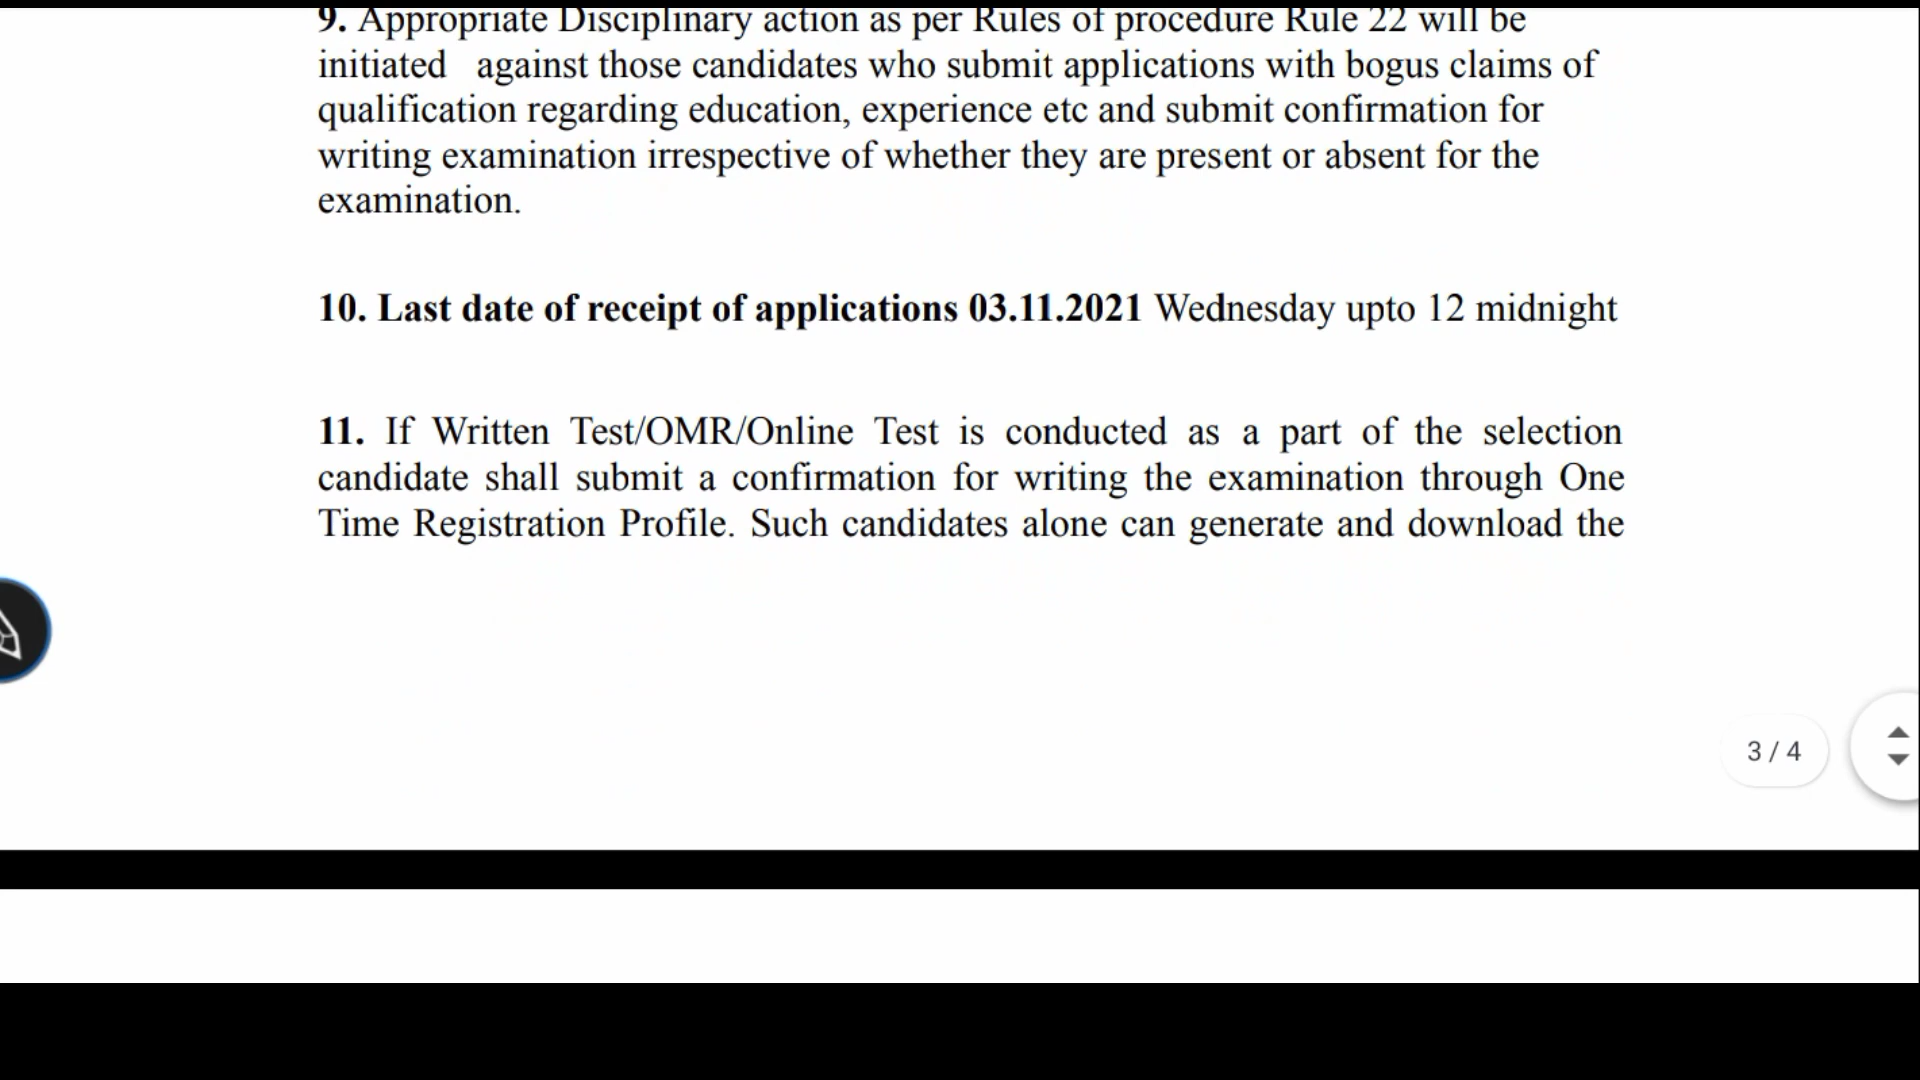 9. Appropriate Disciplinary action as per Rules of procedure Rule 22 will be
initiated against those candidates who submit applications with bogus claims of
qualification regarding education, experience etc and submit confirmation for
writing examination irrespective of whether they are present or absent for the
examination.
10. Last date of receipt of applications 03.11.2021 Wednesday upto 12 midnight
11. If Written Test/OMR/Online Test is conducted as a part of the selection
candidate shall submit a confirmation for writing the examination through One
Time Registration Profile. Such candidates alone can generate and download the
3 / 4